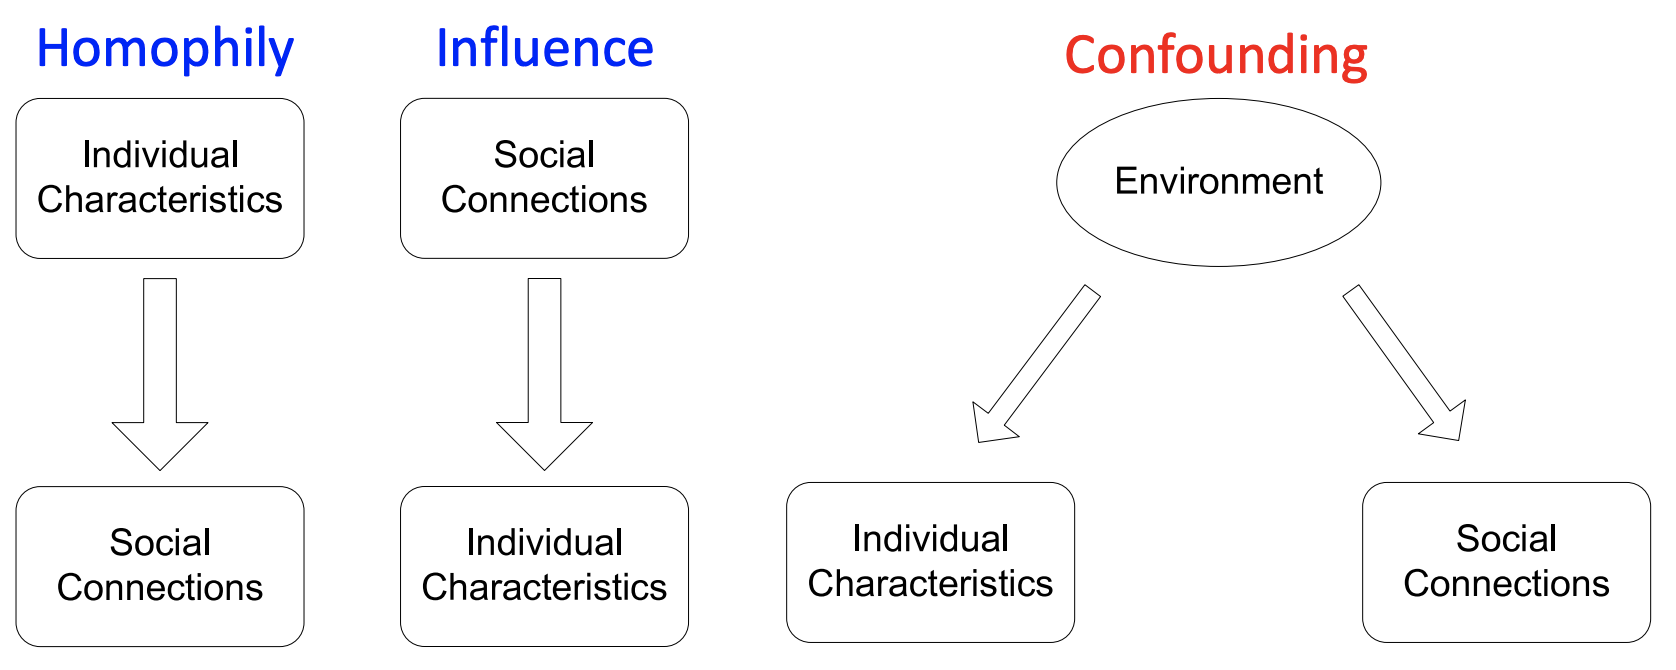 Homophily
Influence
Confounding
Individual
Characteristics
Social
Connections
Environment
Social
Connections
Individual
Characteristics
Individual
Characteristics
Social
Connections